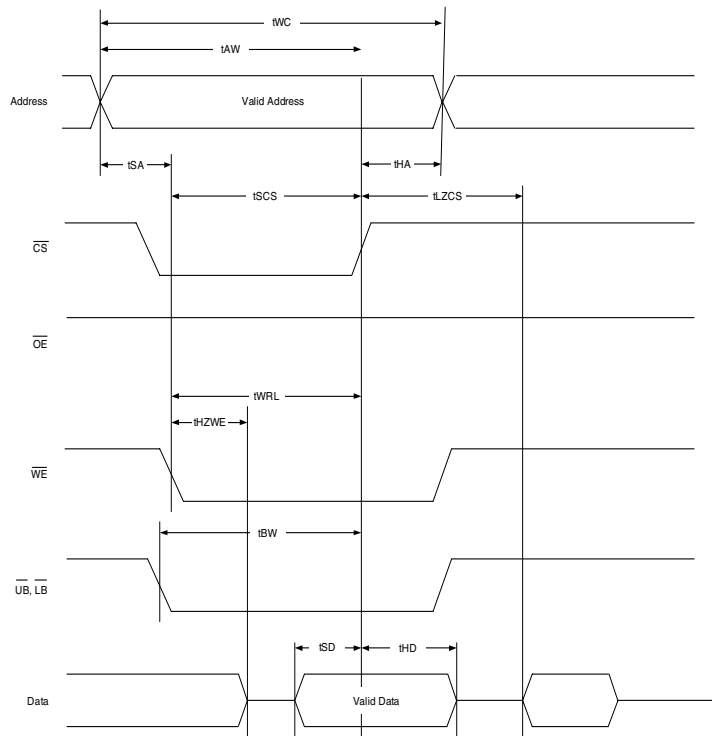 tWC
tAW
Address
Valid Address
tSA
tHA
tSCS
tLZCS
CS
OE
tWRL
tHZWE
WE
tBW
UB, LB
tSD
tHD
Data
Valid Data